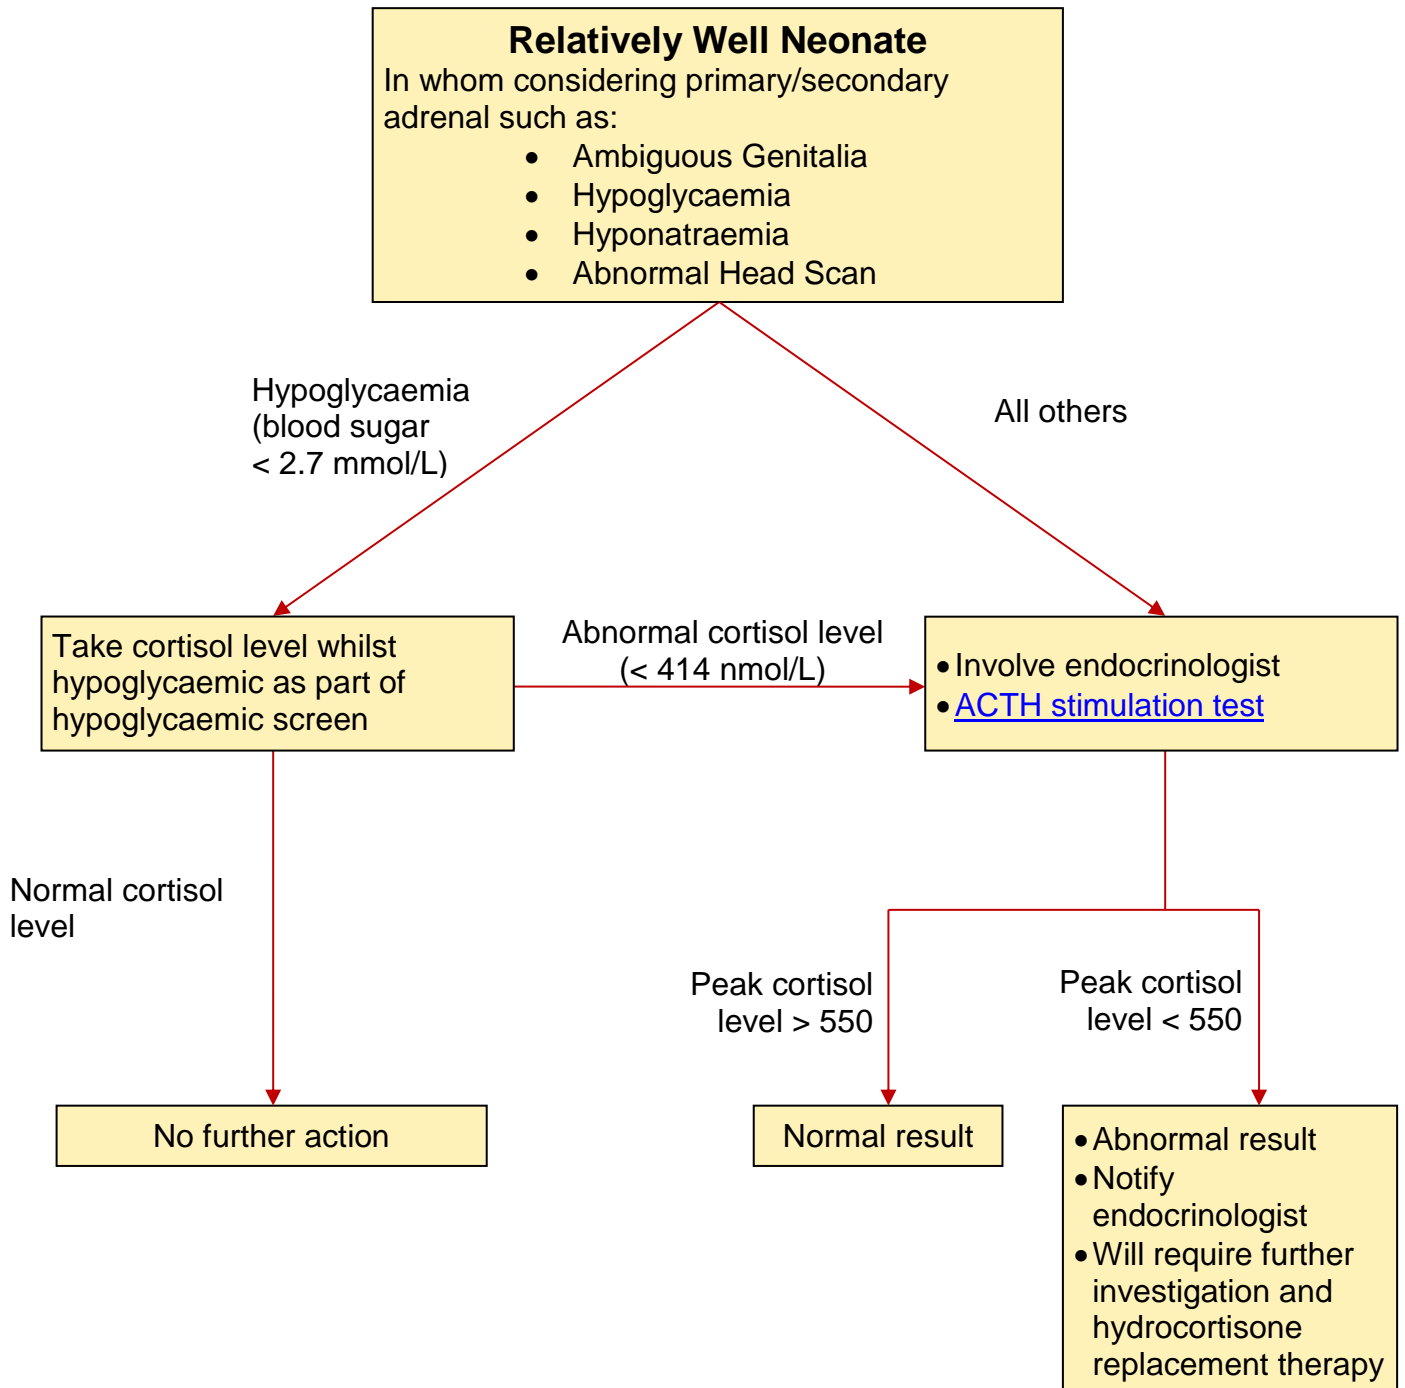 Relatively Well Neonate
In whom considering primary/secondary
adrenal such as:
• Ambiguous Genitalia
• Hypoglycaemia
• Hyponatraemia
• Abnormal Head Scan
Hypoglycaemia
(blood sugar
< 2.7 mmol/L)
All others
Take cortisol level whilst
hypoglycaemic as part of
hypoglycaemic screen
Abnormal cortisol level
(< 414 nmol/L)
• Involve endocrinologist
• ACTH stimulation test
Normal cortisol
level
Peak cortisol
level > 550
Peak cortisol
level < 550
No further action
Normal result
• Abnormal result
• Notify
endocrinologist
• Will require further
investigation and
hydrocortisone
replacement therapy